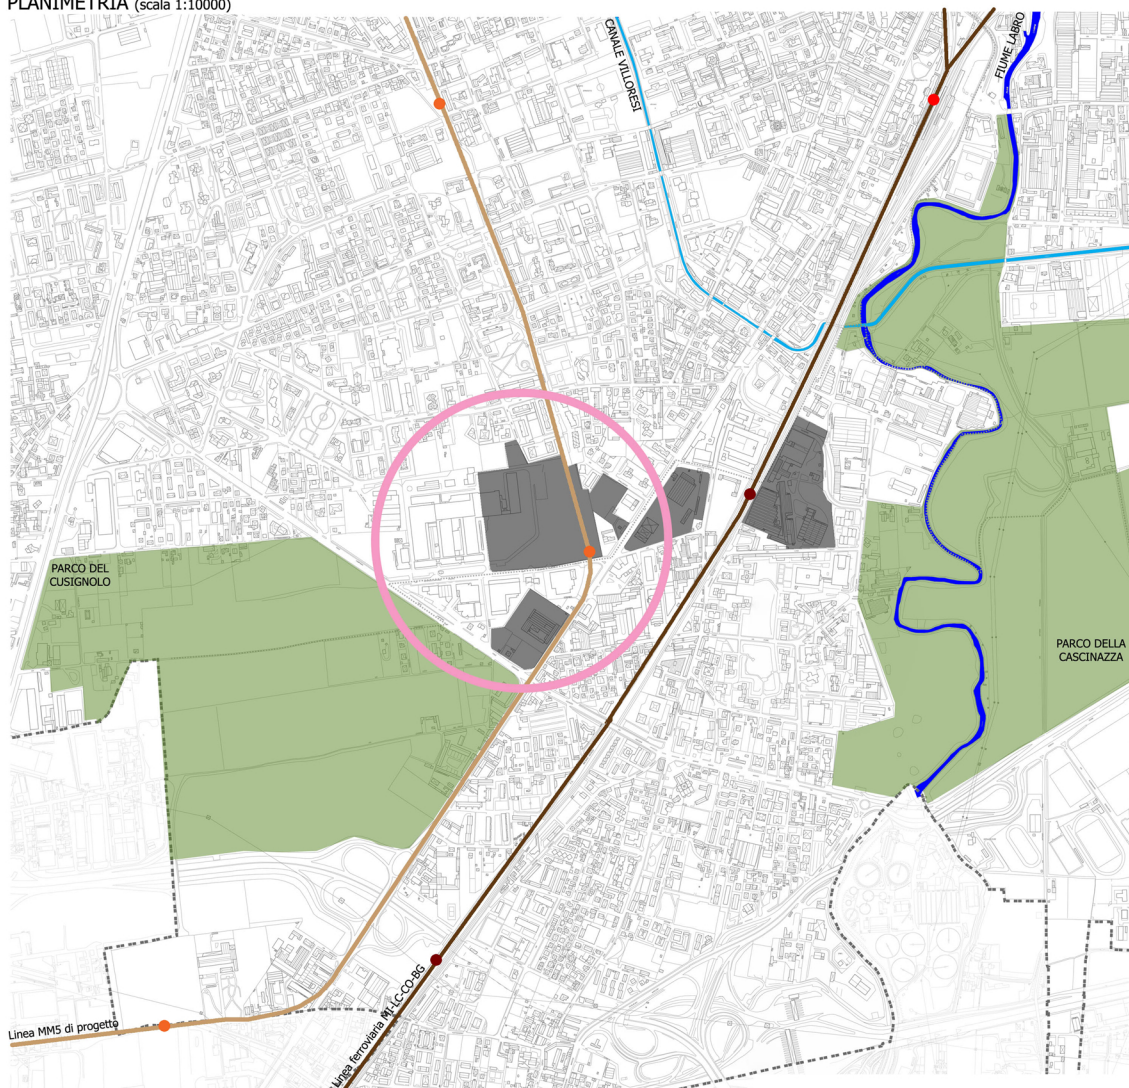 PLANIMETRIA (scala 1:10000)
CANALE VILLORESI
FIUME LABRO
PARCO DEL
CUSIGNOLO
PARCO DELLA
CASCINAZZA
Linea MM5 di progetto
Linea ferroviaria MI-LC-CO-BG